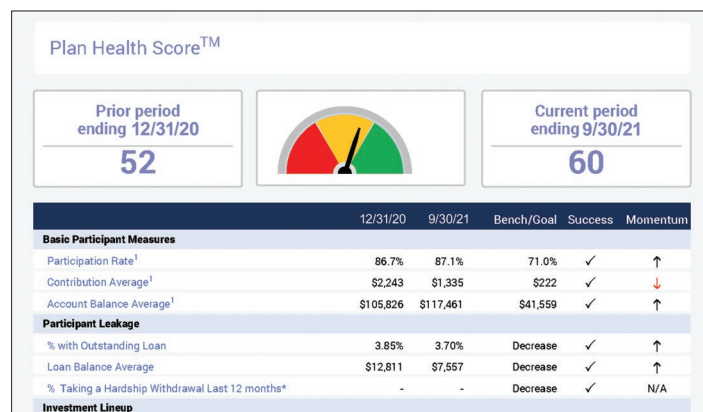 Plan Health Score™
Prior period
ending 12/31/20
52
Current period
ending 9/30/21
60
12/31/20 9/30/21 Bench/Goal Success Momentum
Basic Participant Measures
Participation Rate¹ 86.7% 87.1% 71.0% ✓ ↑
Contribution Average¹ $2,243 $1,335 $222 ✓ ↓
Account Balance Average¹ $105,826 $117,461 $41,559 ✓ ↑
Participant Leakage
% with Outstanding Loan 3.85% 3.70% Decrease ✓ ↑
Loan Balance Average $12,811 $7,557 Decrease ✓ ↑
% Taking a Hardship Withdrawal Last 12 months* - - Decrease ✓ N/A
Investment Lineup